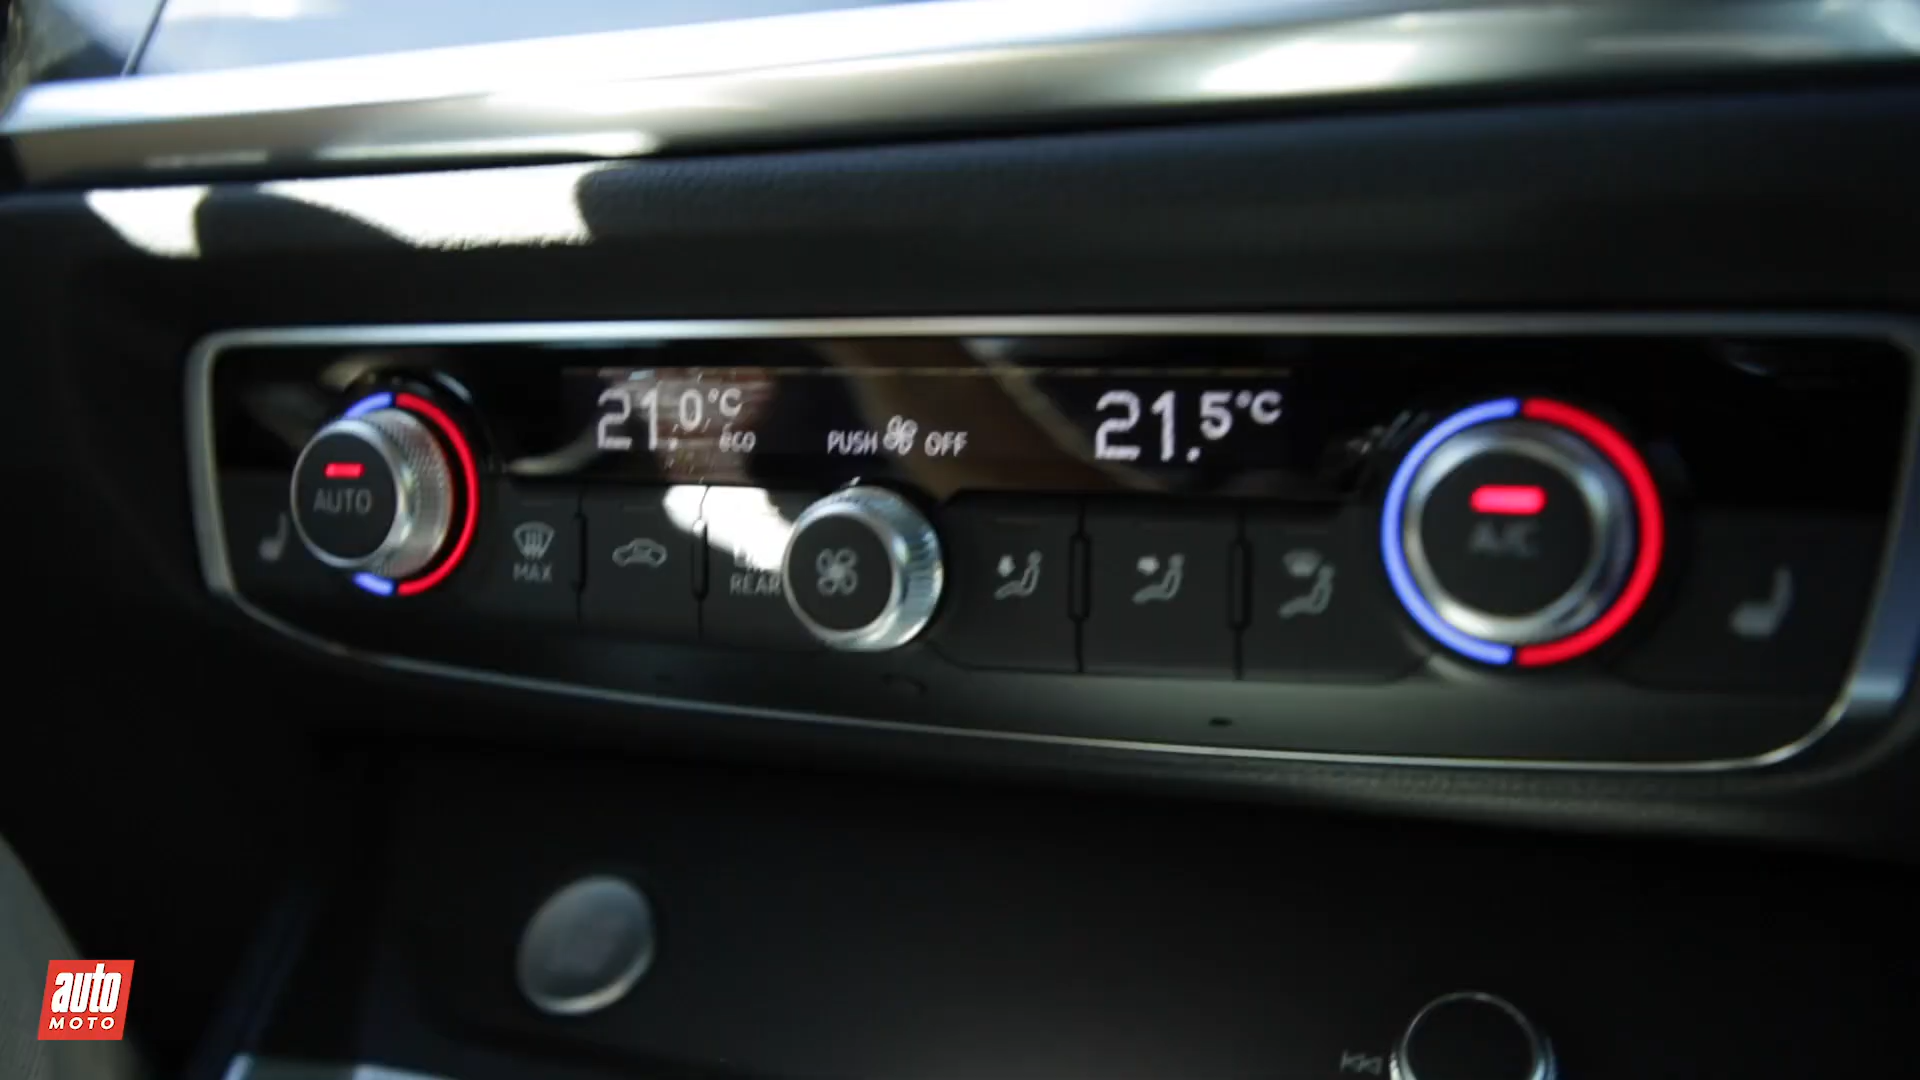 21.0°C
eco
PUSH OFF
21.5°C
AUTO
A/C
MAX
REAR
auto
MOTO